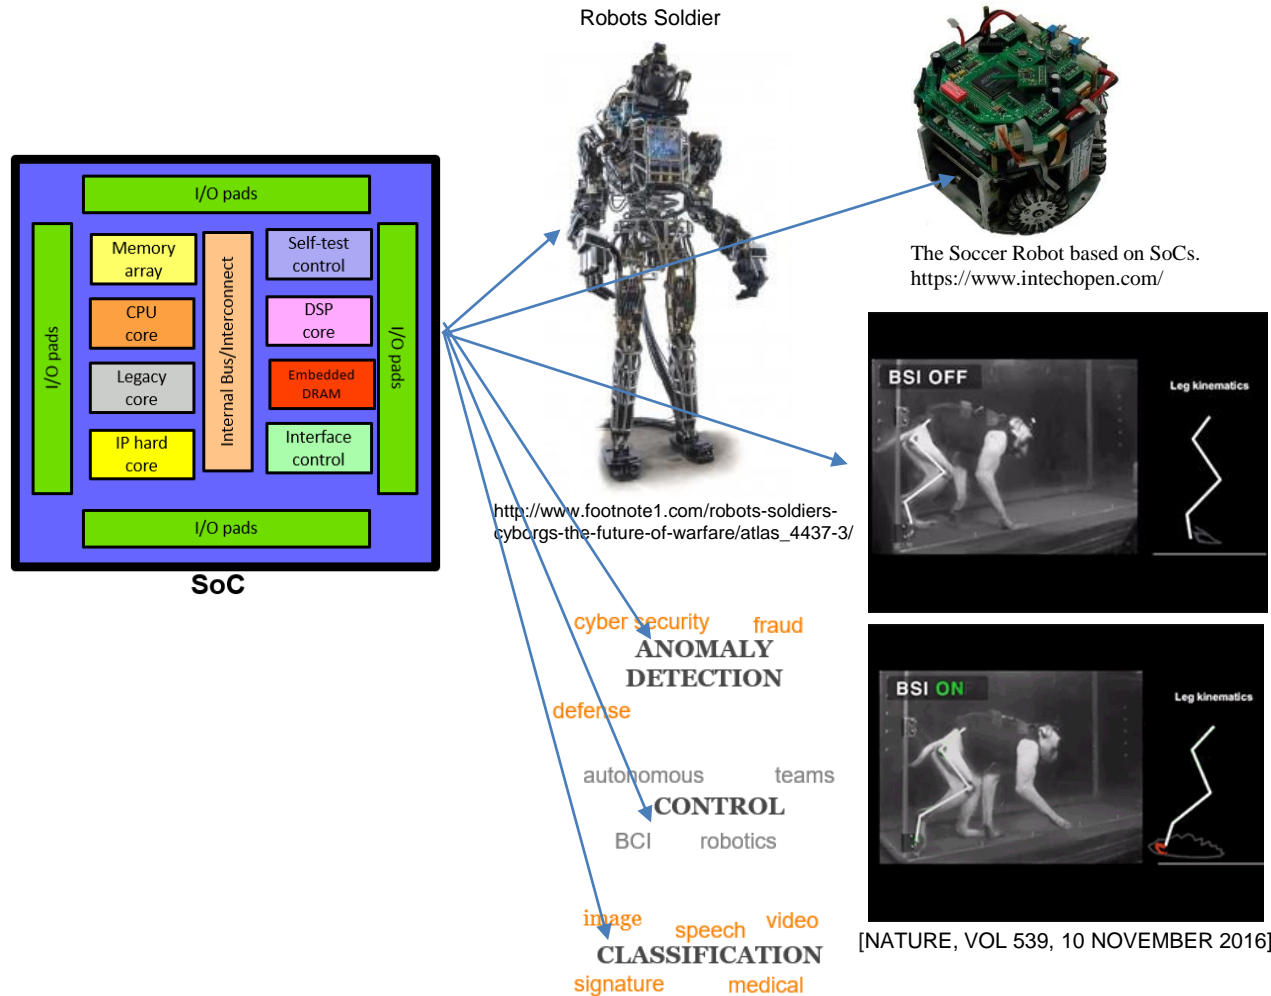 Robots Soldier
I/O pads
I/O pads
Memory
array
CPU
core
Legacy
core
IP hard
core
Internal Bus/Interconnect
Self-test
control
DSP
core
Embedded
DRAM
Interface
control
I/O pads
I/O pads
SoC
http://www.footnote1.com/robots-soldiers-
cyborgs-the-future-of-warfare/atlas_4437-3/
The Soccer Robot based on SoCs.
https://www.intechopen.com/
BSI OFF
Leg kinematics
BSI ON
Leg kinematics
[NATURE, VOL 539, 10 NOVEMBER 2016]
cyber security fraud
ANOMALY
DETECTION
defense
autonomous teams
CONTROL
BCI robotics
image speech video
CLASSIFICATION
signature medical